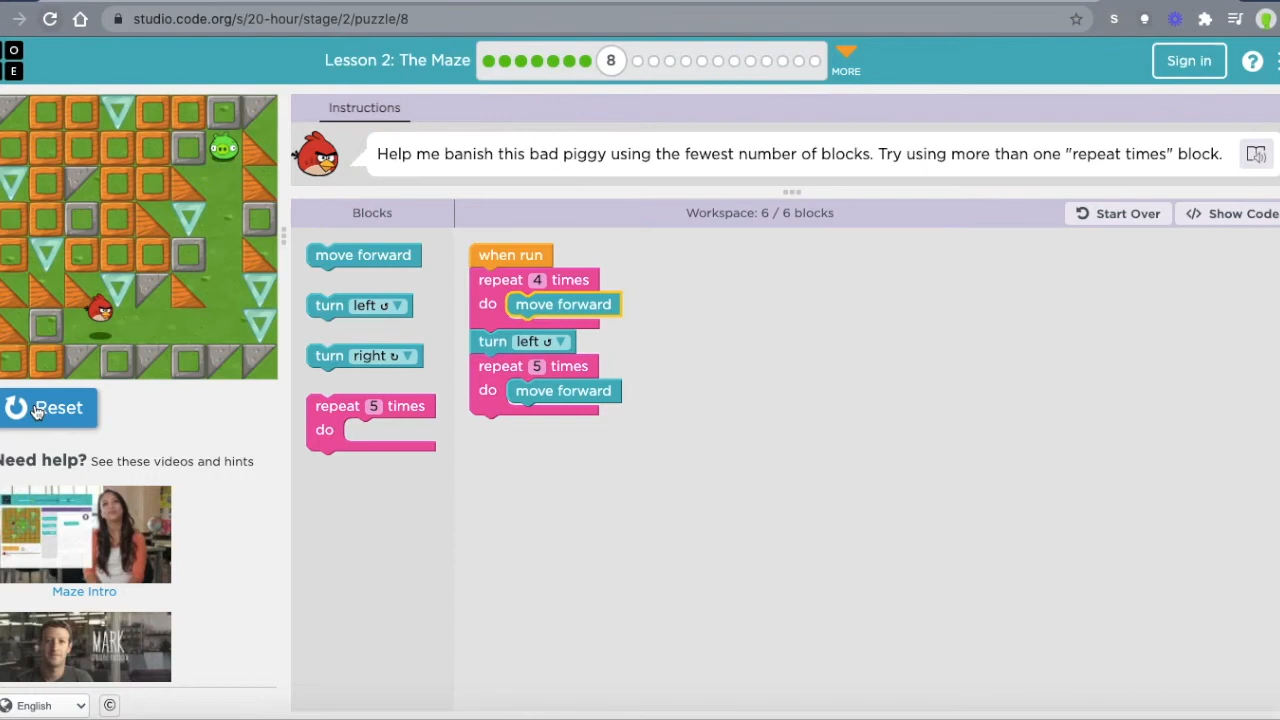 studio.code.org/s/20-hour/stage/2/puzzle/8
S
O
E
Lesson 2: The Maze
8
MORE
Sign in
?
Instructions
Help me banish this bad piggy using the fewest number of blocks. Try using more than one "repeat times" block.
Blocks
Workspace: 6 / 6 blocks
Start Over
</> Show Code
move forward
turn left ↺ ▼
turn right ↻ ▼
repeat 5 times
do
when run
repeat 4 times
do move forward
turn left ↺ ▼
repeat 5 times
do move forward
Reset
Need help? See these videos and hints
Maze Intro
MARK
English
©